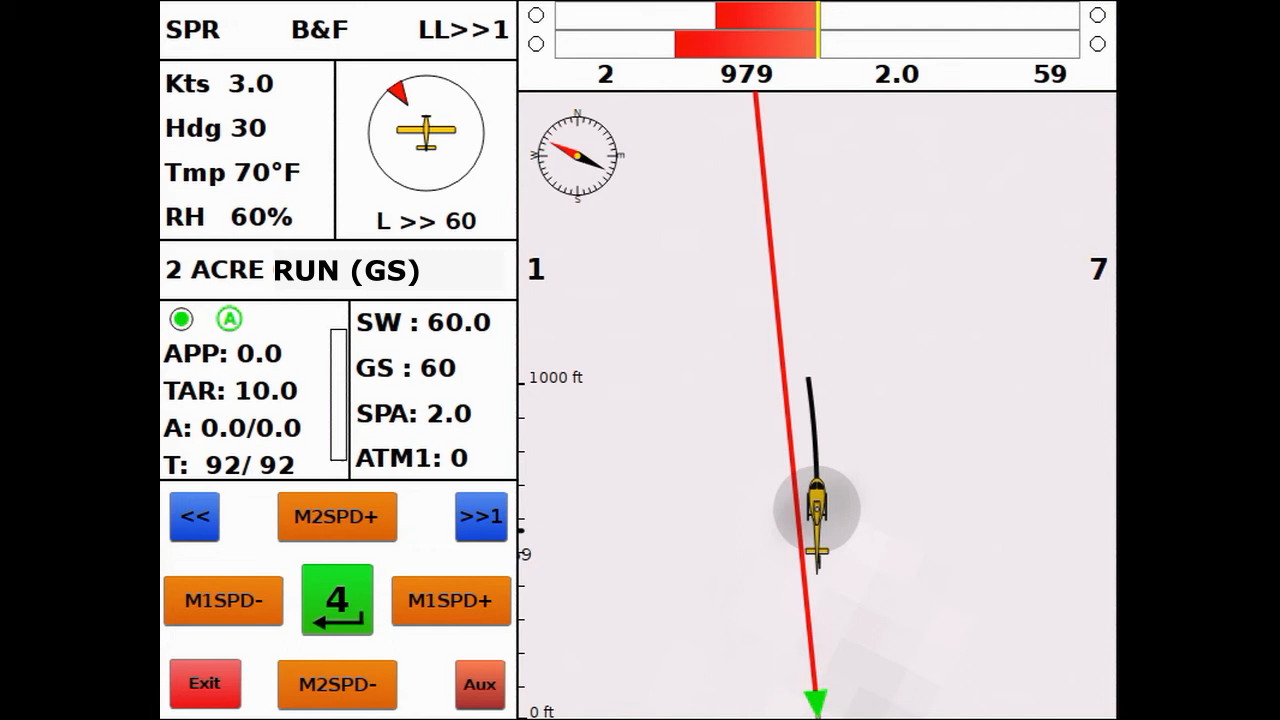 SPR B&F LL>>1
Kts 3.0
Hdg 30
Tmp 70°F
RH 60%
L >> 60
2 ACRE RUN (GS)
A
APP: 0.0
TAR: 10.0
A: 0.0/0.0
T: 92/ 92
SW : 60.0
GS : 60
SPA: 2.0
ATM1: 0
<< M2SPD+ >>1
M1SPD- 4 M1SPD+
Exit M2SPD- Aux
2 979 2.0 59
N
W E
S
1 7
1000 ft
9
0 ft